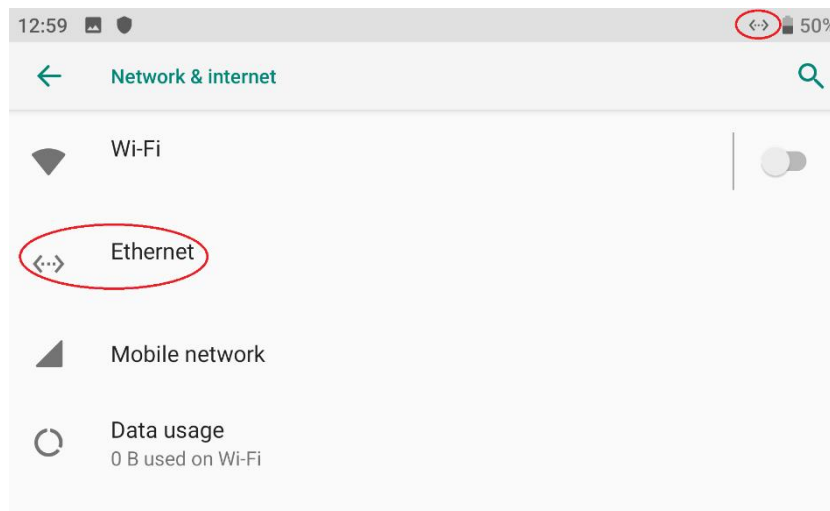 12:59 50%
Network & internet
Wi-Fi
Ethernet
Mobile network
Data usage
0 B used on Wi-Fi